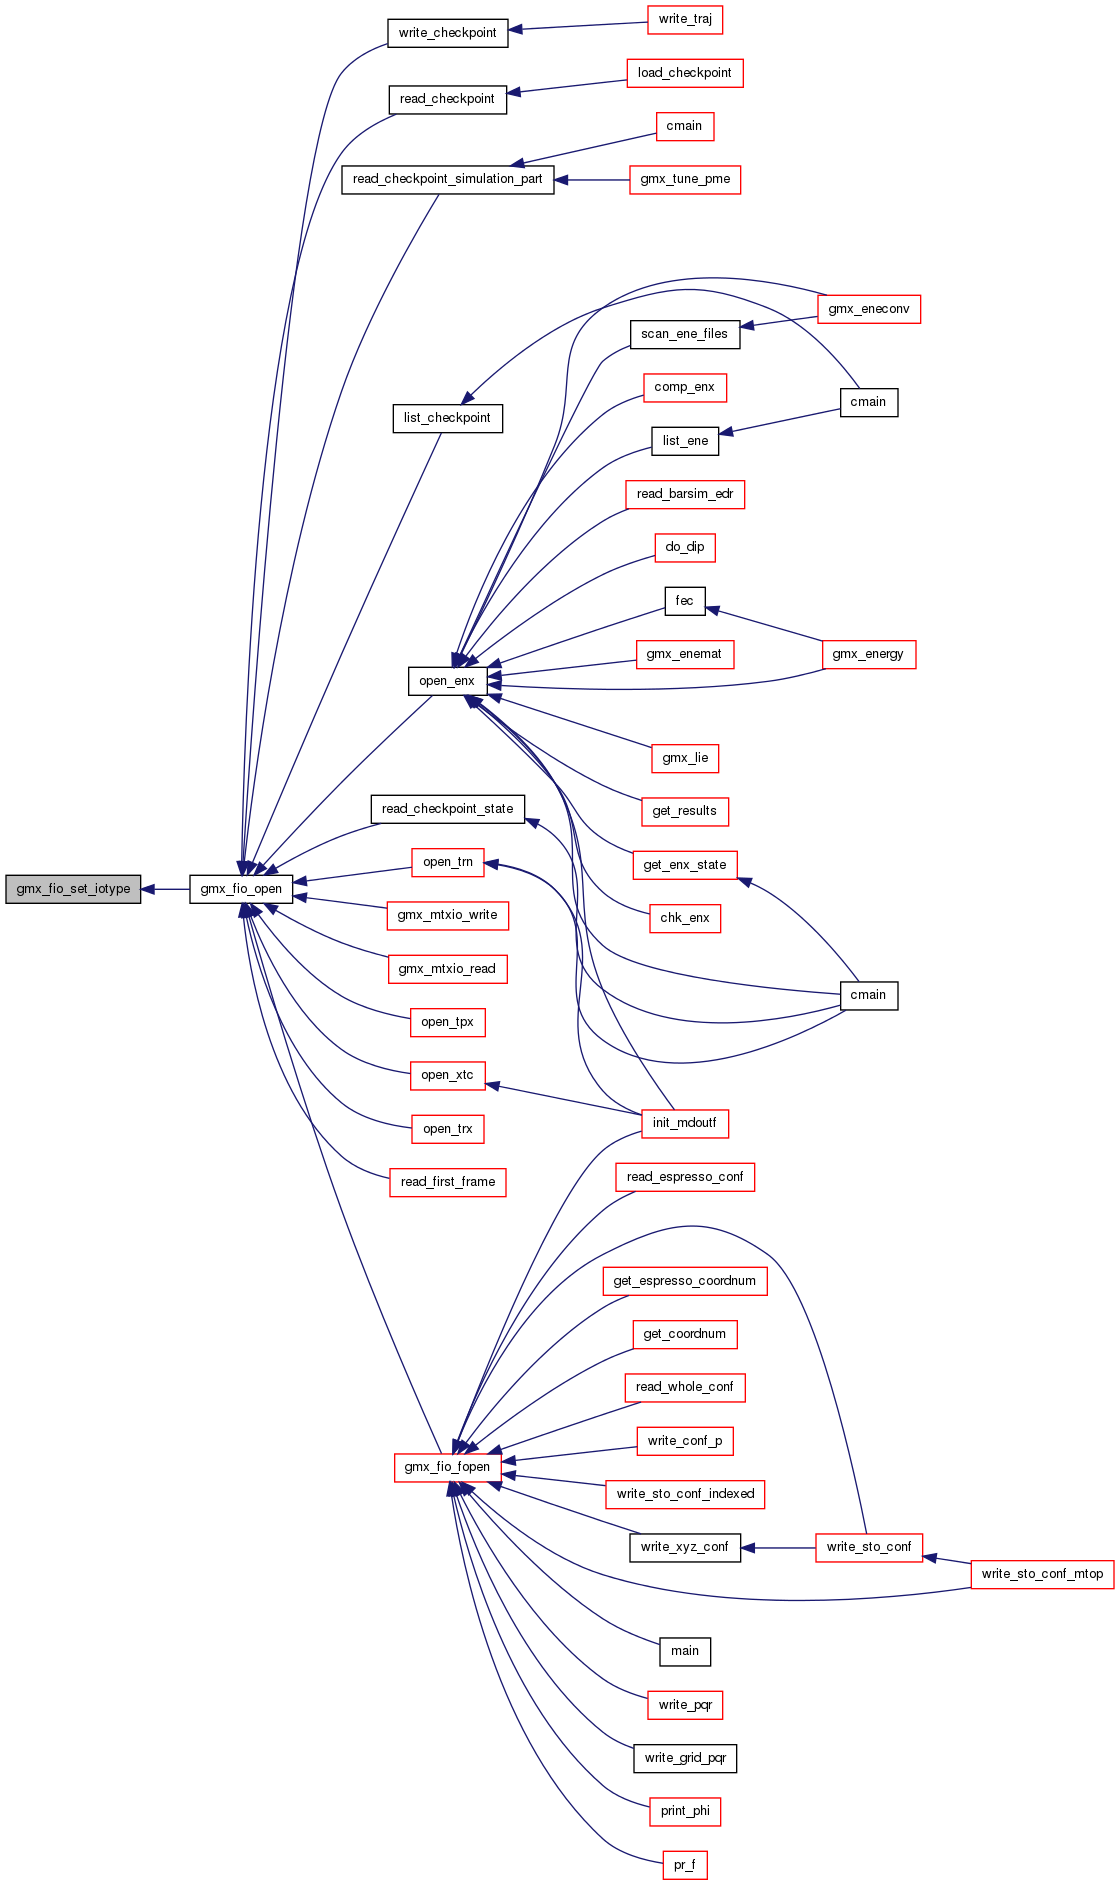 write_traj
write_checkpoint
load_checkpoint
read_checkpoint
cmain
read_checkpoint_simulation_part
gmx_tune_pme
gmx_eneconv
scan_ene_files
comp_enx
cmain
list_checkpoint
list_ene
read_barsim_edr
do_dip
fec
gmx_enemat
gmx_energy
open_enx
gmx_lie
read_checkpoint_state
get_results
open_trn
get_enx_state
gmx_fio_set_iotype
gmx_fio_open
gmx_mtxio_write
chk_enx
gmx_mtxio_read
cmain
open_tpx
open_xtc
open_trx
init_mdoutf
read_first_frame
read_espresso_conf
get_espresso_coordnum
get_coordnum
read_whole_conf
write_conf_p
gmx_fio_fopen
write_sto_conf_indexed
write_xyz_conf
write_sto_conf
write_sto_conf_mtop
main
write_pqr
write_grid_pqr
print_phi
pr_f